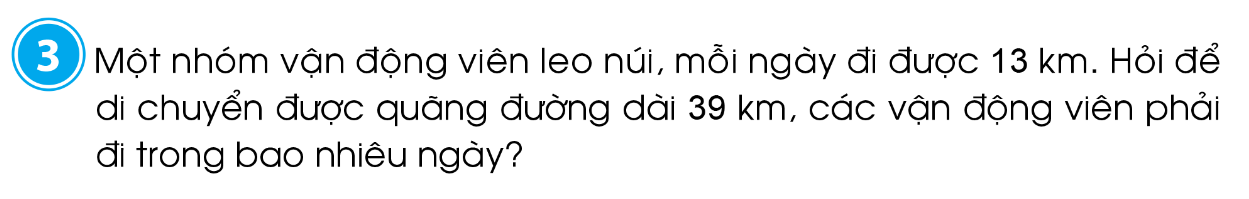 3 Một nhóm vận động viên leo núi, mỗi ngày đi được 13 km. Hỏi để
di chuyển được quãng đường dài 39 km, các vận động viên phải
đi trong bao nhiêu ngày?